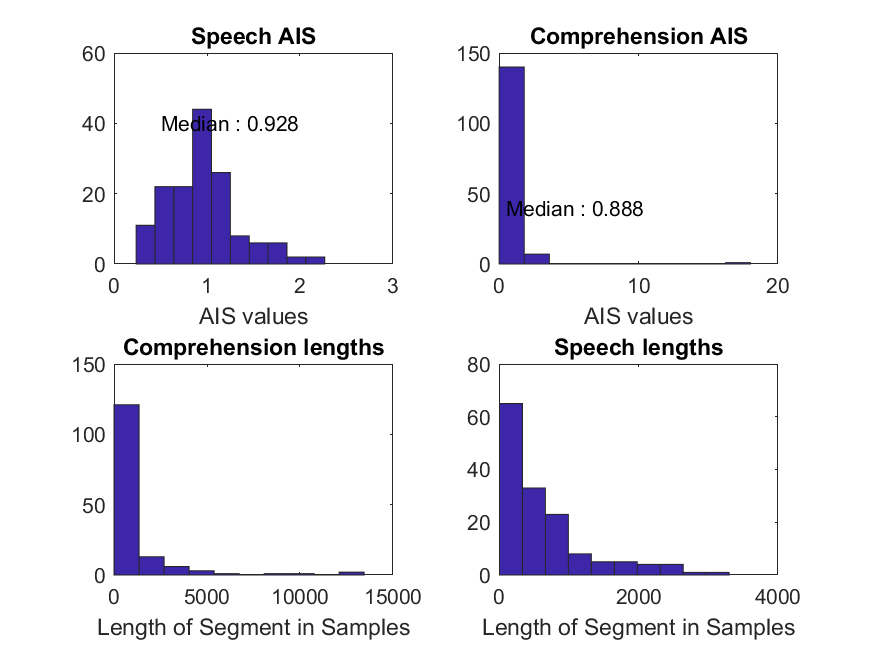 Speech AIS
60
40
20
0
Median : 0.928
0 1 2 3
AIS values
Comprehension AIS
150
100
50
0
Median : 0.888
0 10 20
AIS values
Comprehension lengths
150
100
50
0
0 5000 10000 15000
Length of Segment in Samples
Speech lengths
80
60
40
20
0
0 2000 4000
Length of Segment in Samples